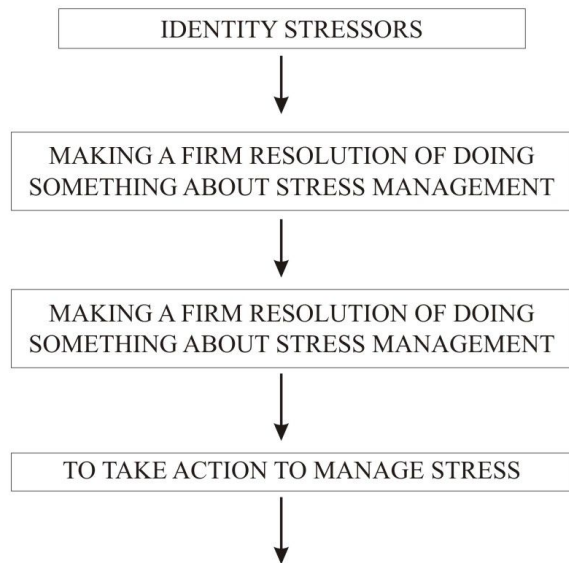 IDENTITY STRESSORS
MAKING A FIRM RESOLUTION OF DOING
SOMETHING ABOUT STRESS MANAGEMENT
MAKING A FIRM RESOLUTION OF DOING
SOMETHING ABOUT STRESS MANAGEMENT
TO TAKE ACTION TO MANAGE STRESS